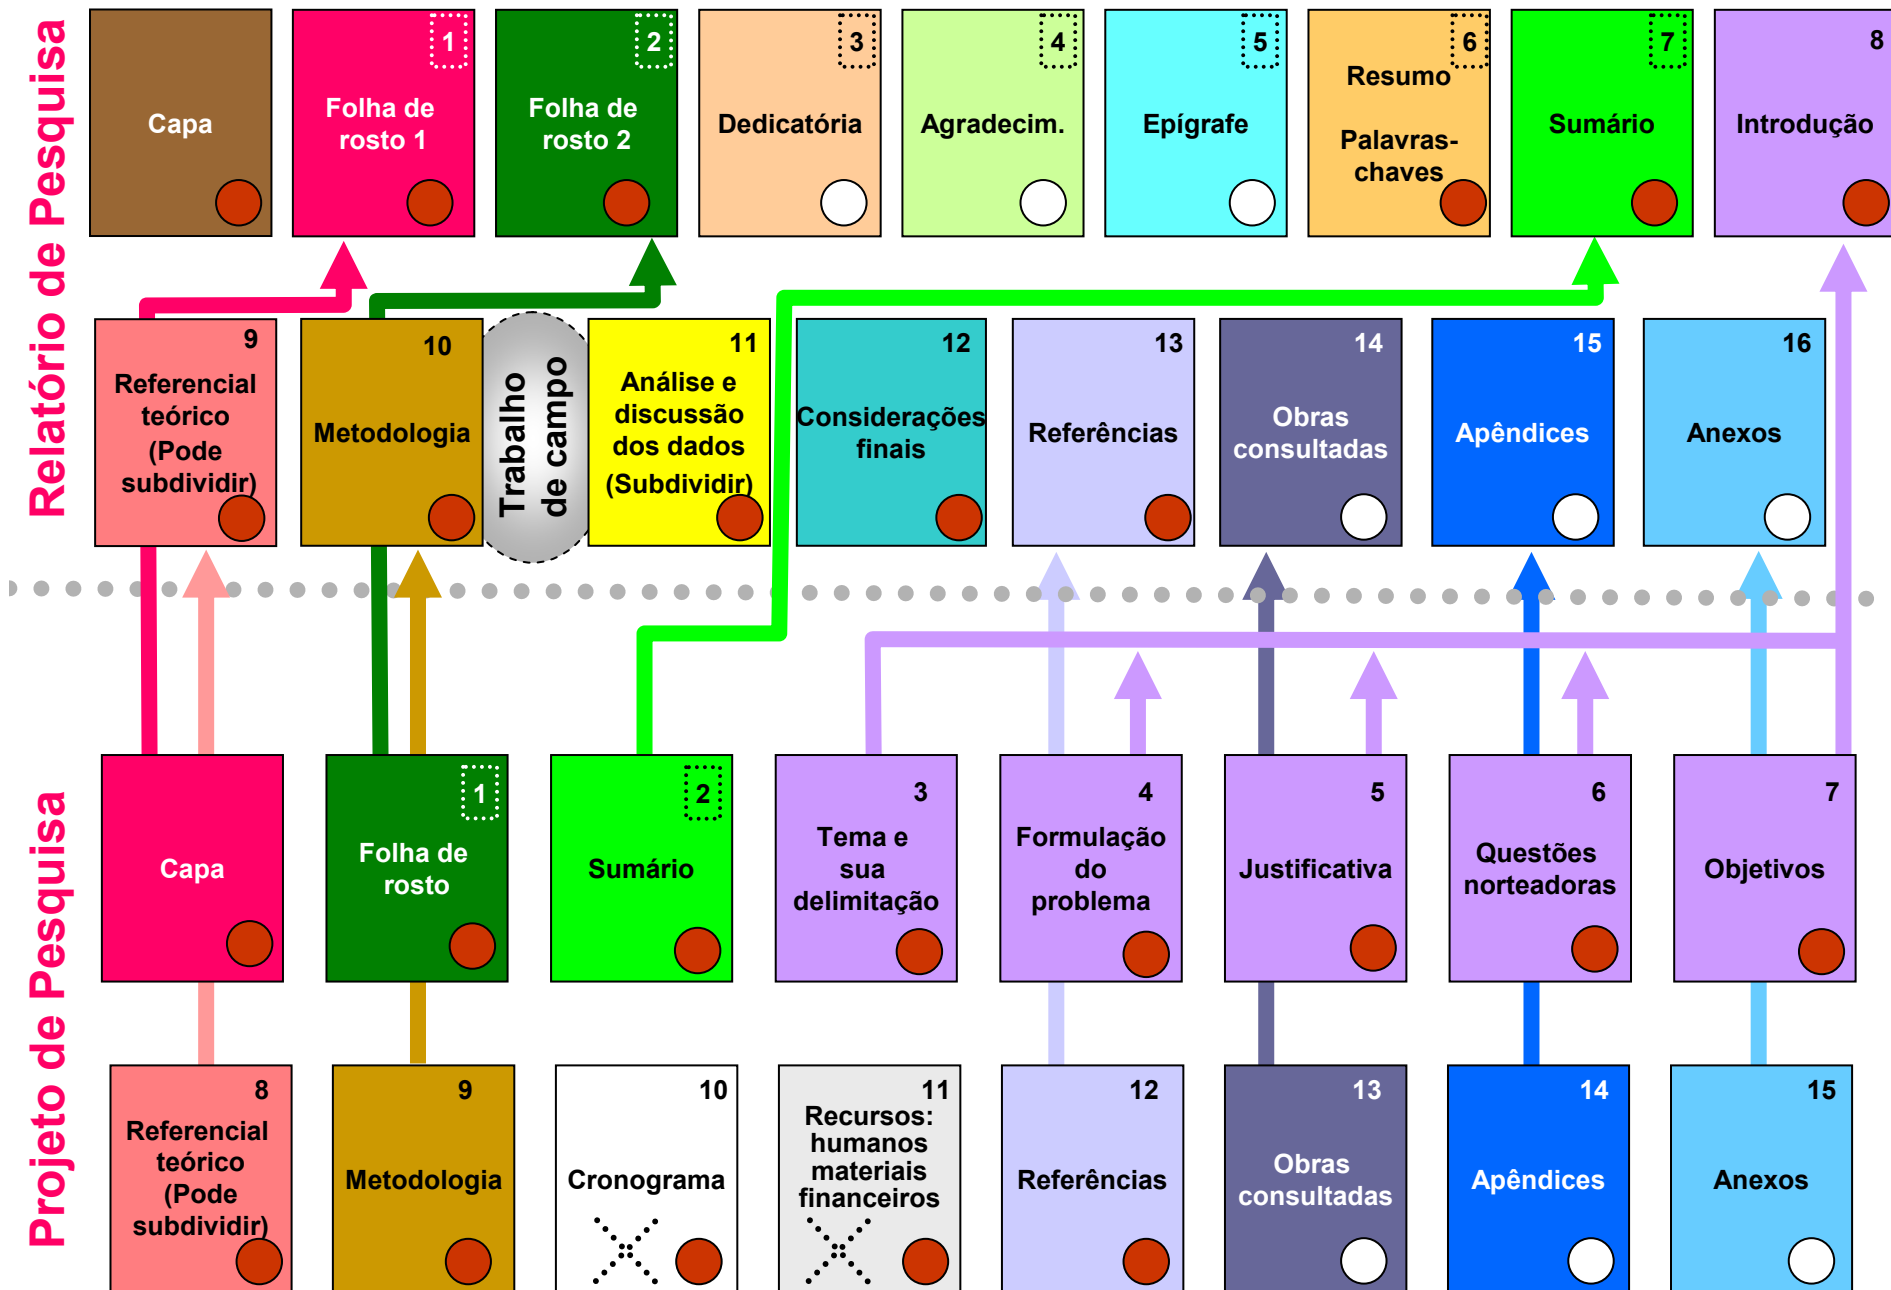 Relatório de Pesquisa
Capa
1
Folha de
rosto 1
2
Folha de
rosto 2
3
Dedicatória
4
Agradecim.
5
Epígrafe
6
Resumo
Palavras-
chaves
7
Sumário
8
Introdução
9
Referencial
teórico
(Pode
subdividir)
10
Metodologia
Trabalho
de campo
11
Análise e
discussão
dos dados
(Subdividir)
12
Considerações
finais
13
Referências
14
Obras
consultadas
15
Apêndices
16
Anexos
Projeto de Pesquisa
Capa
1
Folha de
rosto
2
Sumário
3
Tema e
sua
delimitação
4
Formulação
do
problema
5
Justificativa
6
Questões
norteadoras
7
Objetivos
8
Referencial
teórico
(Pode
subdividir)
9
Metodologia
10
Cronograma
11
Recursos:
humanos
materiais
financeiros
12
Referências
13
Obras
consultadas
14
Apêndices
15
Anexos